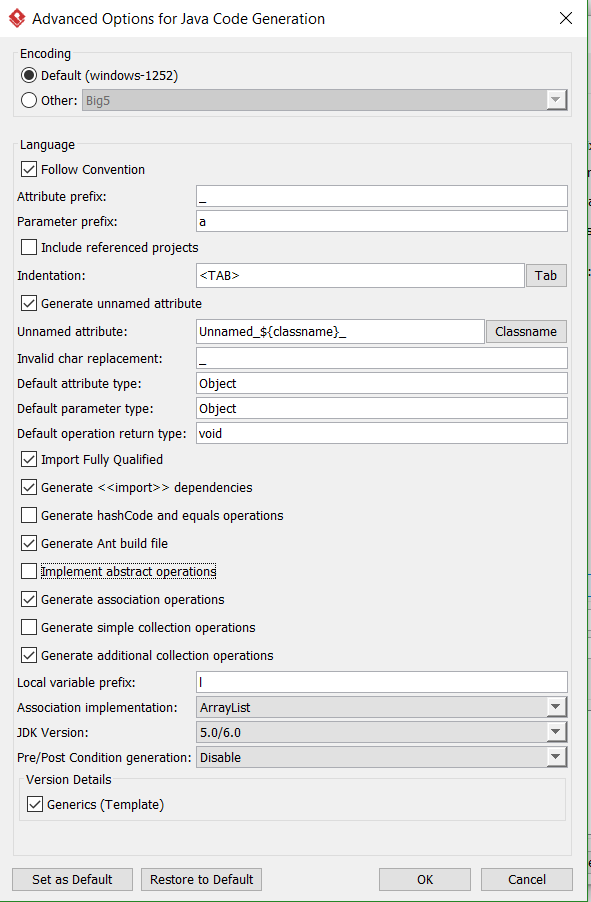 Advanced Options for Java Code Generation
Encoding
Default (windows-1252)
Other: Big5
Language
Follow Convention
Attribute prefix: _
Parameter prefix: a
Include referenced projects
Indentation: <TAB> Tab
Generate unnamed attribute
Unnamed attribute: Unnamed_${classname}_ Classname
Invalid char replacement: _
Default attribute type: Object
Default parameter type: Object
Default operation return type: void
Import Fully Qualified
Generate <<import>> dependencies
Generate hashCode and equals operations
Generate Ant build file
Implement abstract operations
Generate association operations
Generate simple collection operations
Generate additional collection operations
Local variable prefix: l
Association implementation: ArrayList
JDK Version: 5.0/6.0
Pre/Post Condition generation: Disable
Version Details
Generics (Template)
Set as Default Restore to Default OK Cancel